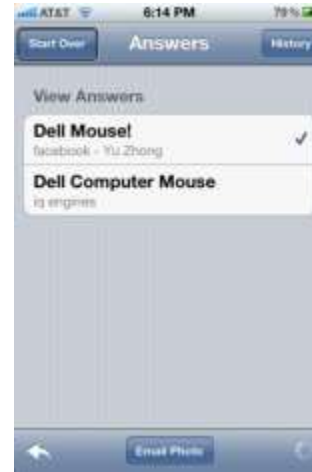 AT&T 6:14 PM 79%
Start Over Answers History
View Answers
Dell Mouse!
facebook - Yu Zhong
Dell Computer Mouse
iq engines
Email Photo